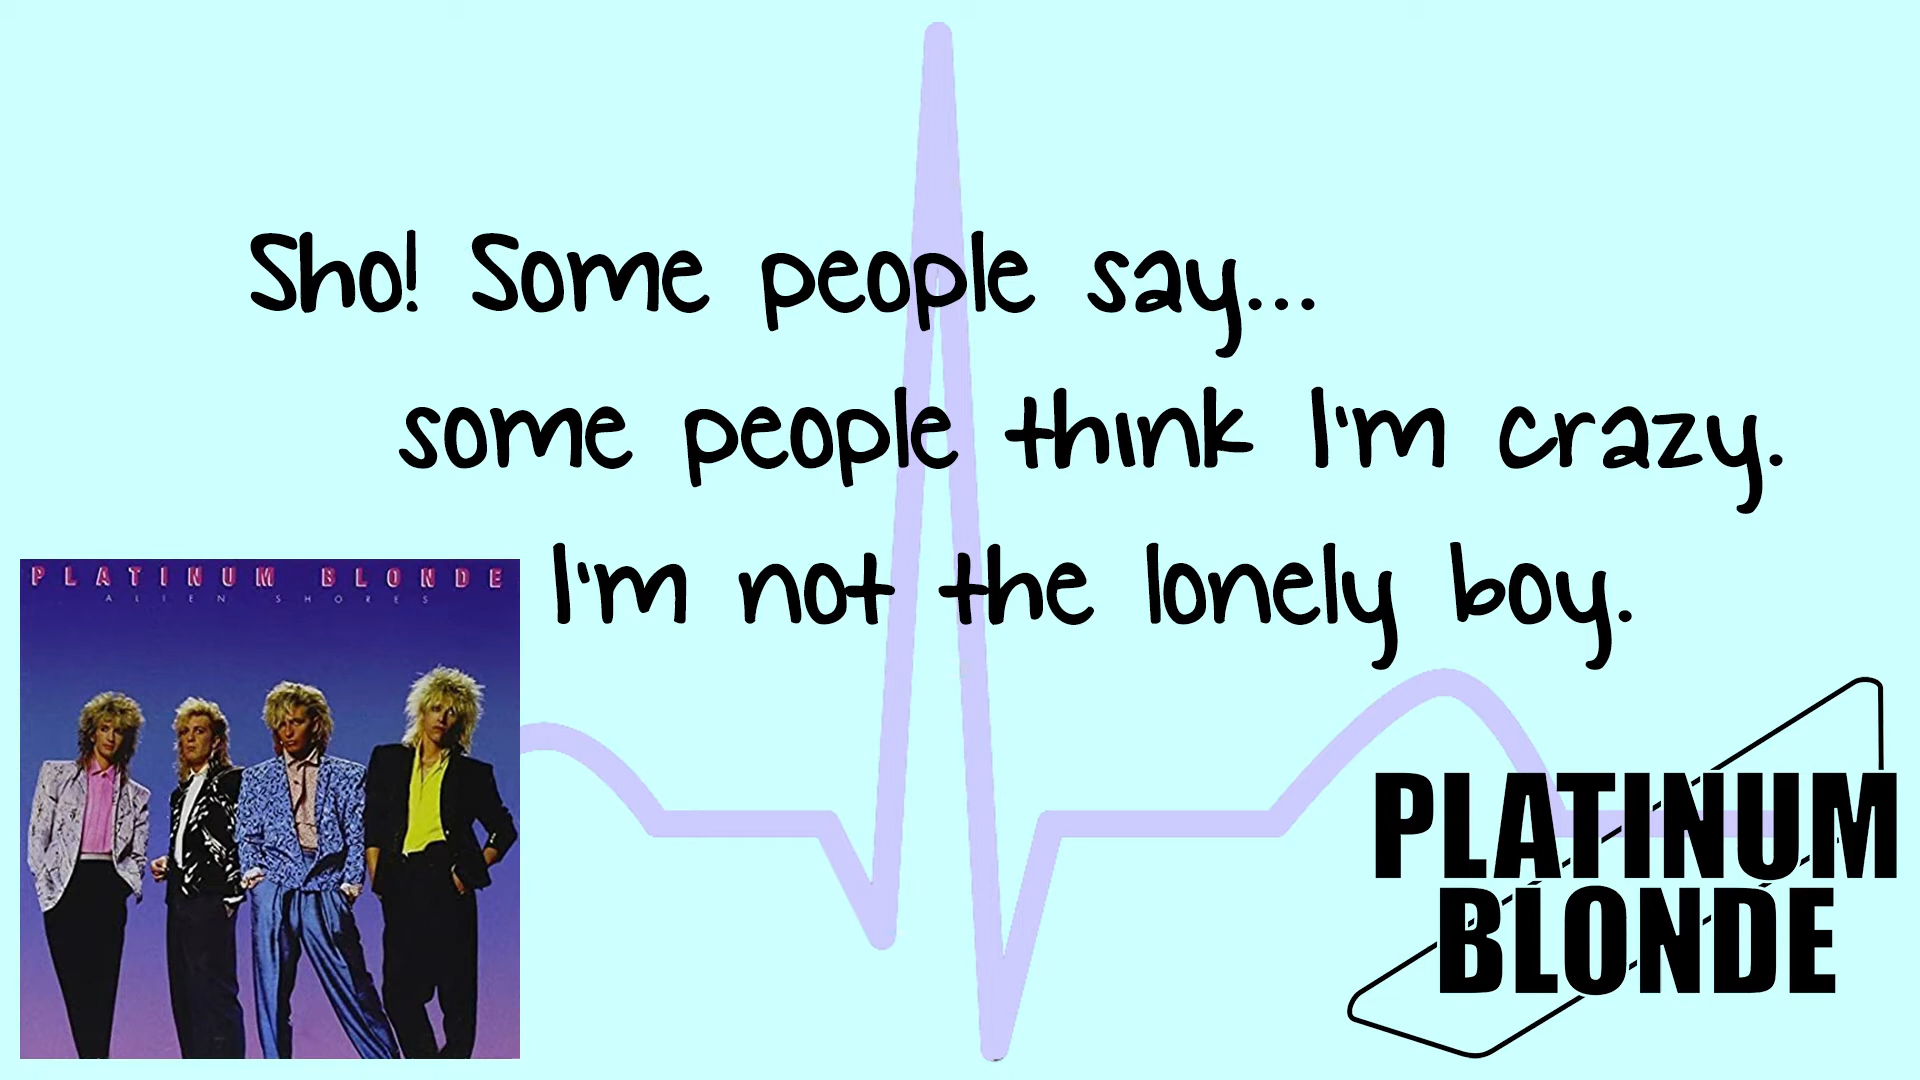 Sho! Some people say...
some people think I'm crazy.
I'm not the lonely boy.
PLATINUM BLONDE
ALIEN SHORES
PLATINUM
BLONDE